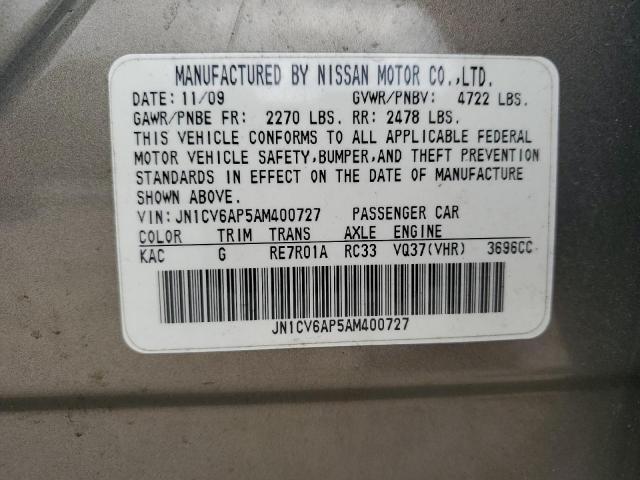 MANUFACTURED BY NISSAN MOTOR CO.,LTD.
DATE: 11/09 GVWR/PNBV: 4722 LBS.
GAWR/PNBE FR: 2270 LBS. RR: 2478 LBS.
THIS VEHICLE CONFORMS TO ALL APPLICABLE FEDERAL
MOTOR VEHICLE SAFETY,BUMPER,AND THEFT PREVENTION
STANDARDS IN EFFECT ON THE DATE OF MANUFACTURE
SHOWN ABOVE.
VIN:JN1CV6AP5AM400727 PASSENGER CAR
COLOR TRIM TRANS AXLE ENGINE
KAC G RE7R01A RC33 VQ37(VHR) 3696CC
JN1CV6AP5AM400727